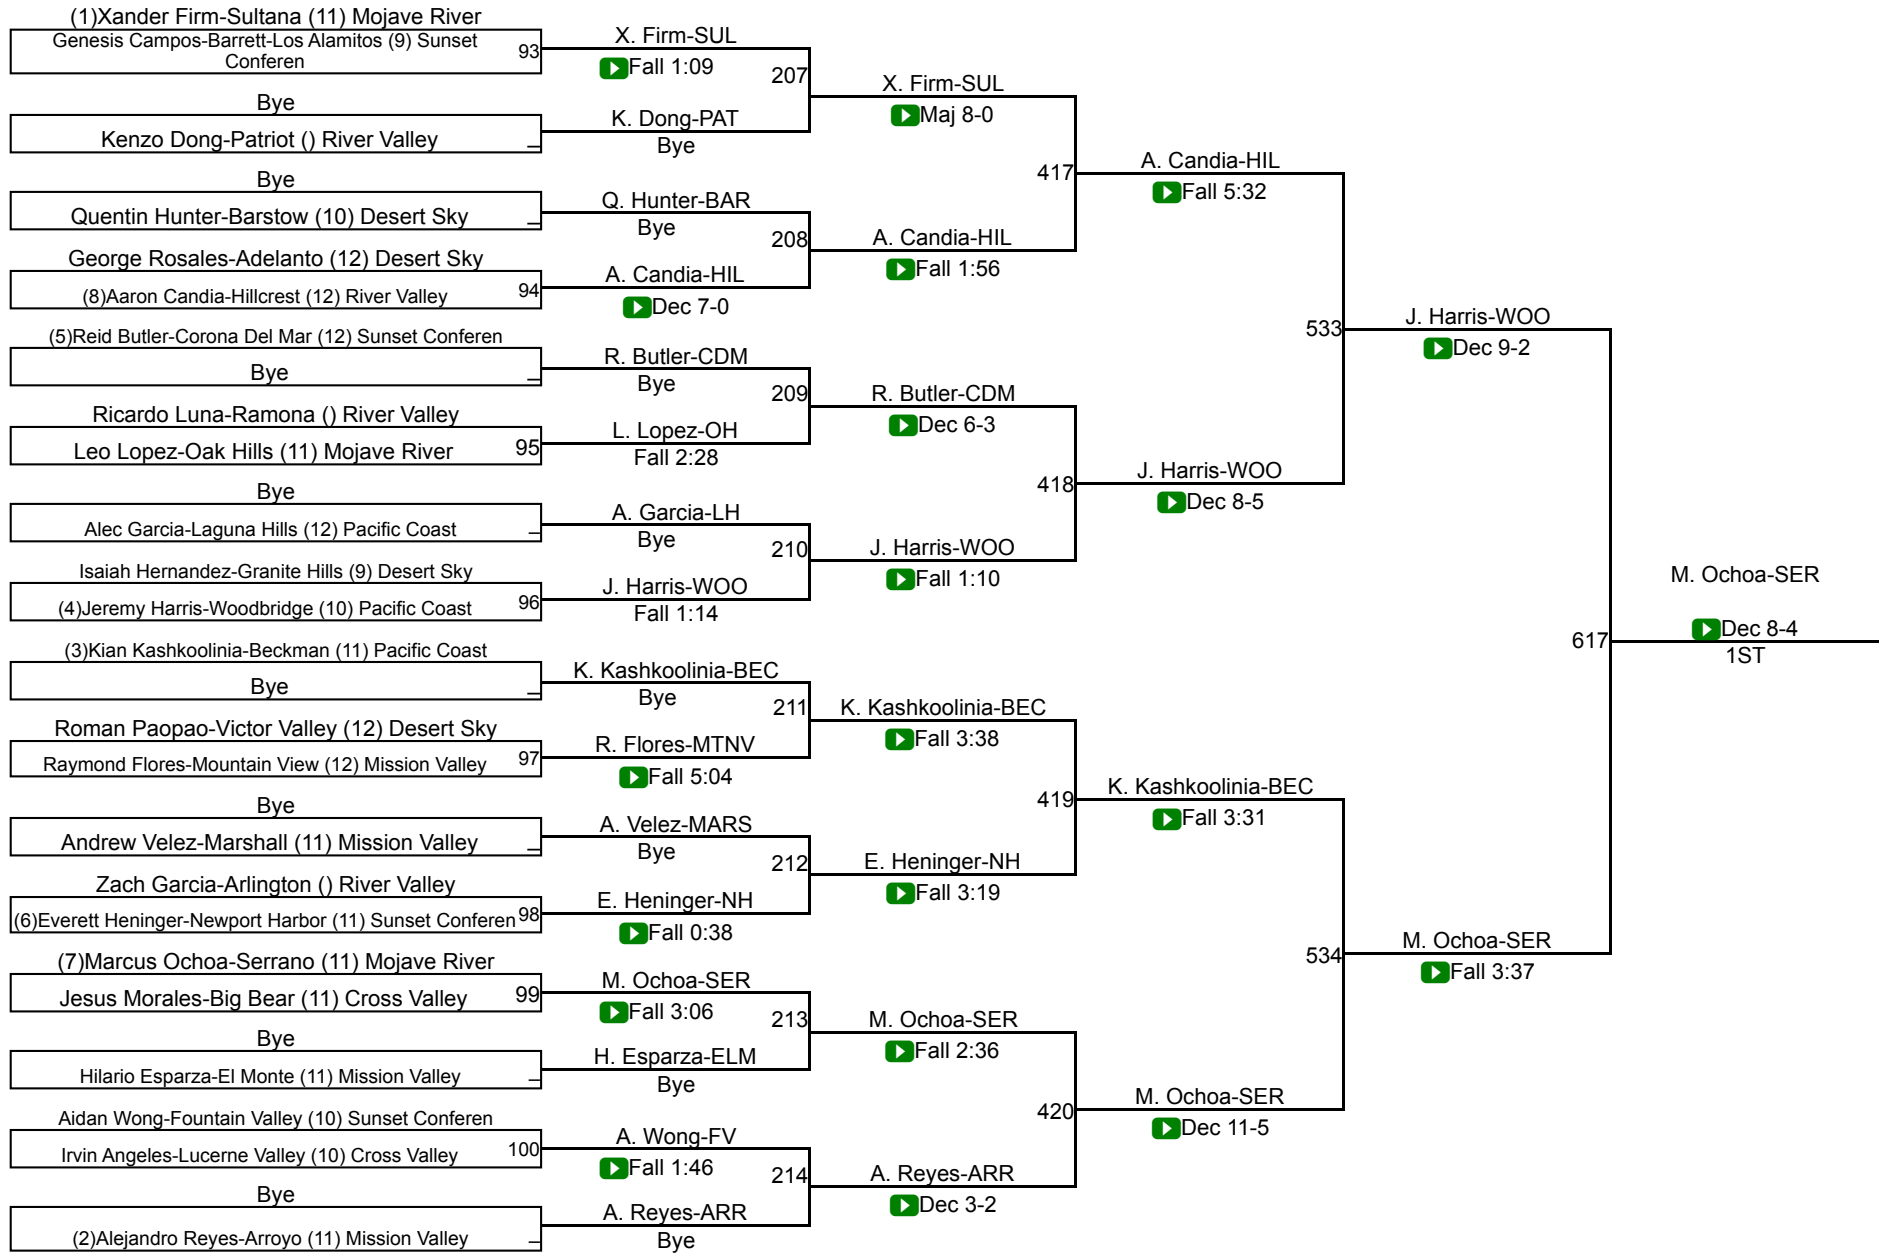 (1)Xander Firm-Sultana (11) Mojave River
Genesis Campos-Barrett-Los Alamitos (9) Sunset
Conferen
93
Bye
Kenzo Dong-Patriot () River Valley
_
Bye
Quentin Hunter-Barstow (10) Desert Sky
_
George Rosales-Adelanto (12) Desert Sky
(8)Aaron Candia-Hillcrest (12) River Valley
94
(5)Reid Butler-Corona Del Mar (12) Sunset Conferen
Bye
_
Ricardo Luna-Ramona () River Valley
Leo Lopez-Oak Hills (11) Mojave River
95
Bye
Alec Garcia-Laguna Hills (12) Pacific Coast
_
Isaiah Hernandez-Granite Hills (9) Desert Sky
(4)Jeremy Harris-Woodbridge (10) Pacific Coast
96
(3)Kian Kashkoolinia-Beckman (11) Pacific Coast
Bye
_
Roman Paopao-Victor Valley (12) Desert Sky
Raymond Flores-Mountain View (12) Mission Valley
97
Bye
Andrew Velez-Marshall (11) Mission Valley
_
Zach Garcia-Arlington () River Valley
(6)Everett Heninger-Newport Harbor (11) Sunset Conferen
98
(7)Marcus Ochoa-Serrano (11) Mojave River
Jesus Morales-Big Bear (11) Cross Valley
99
Bye
Hilario Esparza-El Monte (11) Mission Valley
_
Aidan Wong-Fountain Valley (10) Sunset Conferen
Irvin Angeles-Lucerne Valley (10) Cross Valley
100
Bye
(2)Alejandro Reyes-Arroyo (11) Mission Valley
_
X. Firm-SUL
Fall 1:09
207
K. Dong-PAT
Bye
Q. Hunter-BAR
Bye
208
A. Candia-HIL
Dec 7-0
R. Butler-CDM
Bye
209
L. Lopez-OH
Fall 2:28
A. Garcia-LH
Bye
210
J. Harris-WOO
Fall 1:14
K. Kashkoolinia-BEC
Bye
211
R. Flores-MTNV
Fall 5:04
A. Velez-MARS
Bye
212
E. Heninger-NH
Fall 0:38
M. Ochoa-SER
Fall 3:06
213
H. Esparza-ELM
Bye
A. Wong-FV
Fall 1:46
214
A. Reyes-ARR
Bye
X. Firm-SUL
Maj 8-0
417
A. Candia-HIL
Fall 1:56
R. Butler-CDM
Dec 6-3
418
J. Harris-WOO
Fall 1:10
K. Kashkoolinia-BEC
Fall 3:38
419
E. Heninger-NH
Fall 3:19
M. Ochoa-SER
Fall 2:36
420
A. Reyes-ARR
Dec 3-2
A. Candia-HIL
Fall 5:32
533
J. Harris-WOO
Dec 8-5
K. Kashkoolinia-BEC
Fall 3:31
534
M. Ochoa-SER
Dec 11-5
J. Harris-WOO
Dec 9-2
617
M. Ochoa-SER
Fall 3:37
M. Ochoa-SER
Dec 8-4
1ST